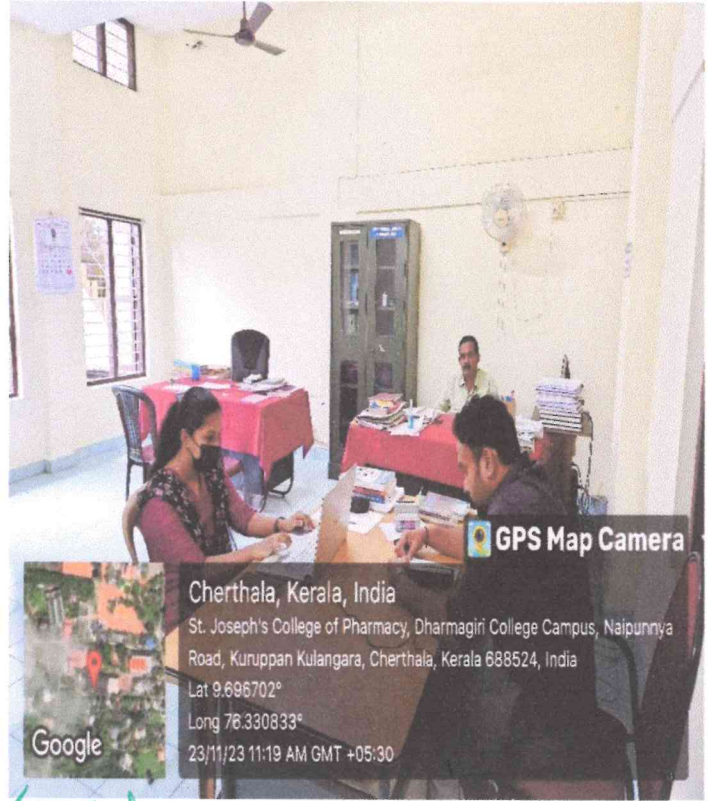 GPS Map Camera
Cherthala, Kerala, India
St. Joseph's College of Pharmacy, Dharmagiri College Campus, Naipunnya
Road, Kuruppan Kulangara, Cherthala, Kerala 688524, India
Lat 9.696702°
Long 76.330833°
23/11/23 11:19 AM GMT +05:30
Google